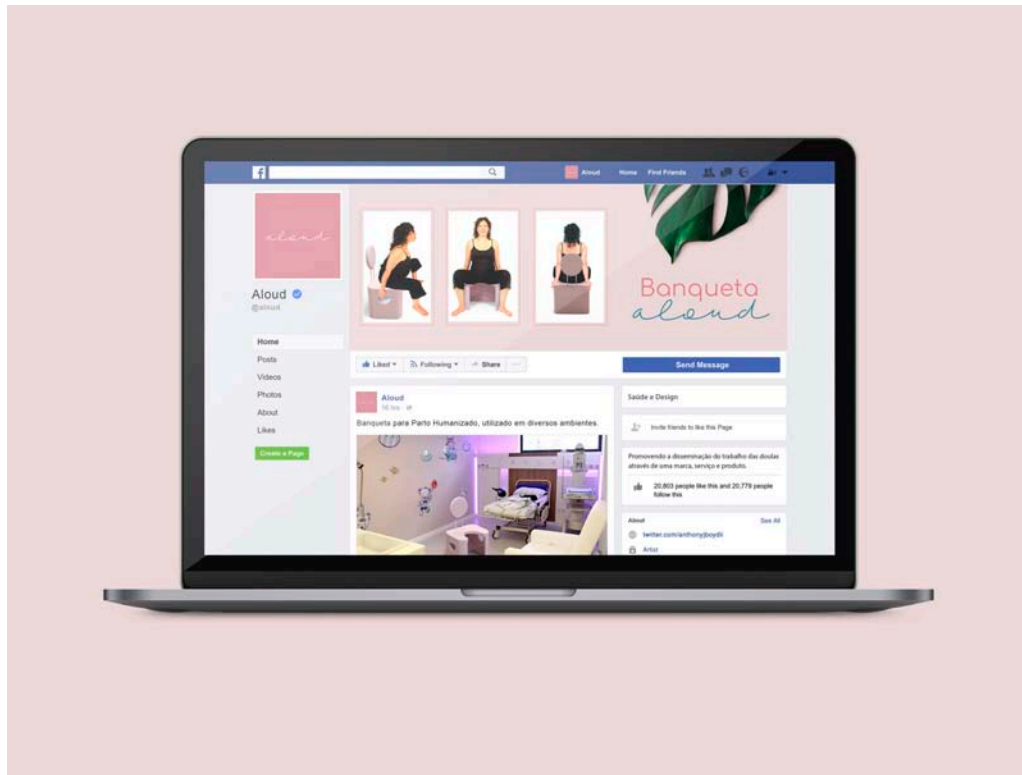 Aloud
Home
Find Friends
aloud
Aloud
@aloud
Home
Posts
Videos
Photos
About
Likes
Create a Page
Banqueta
aloud
Liked
Following
Share
Send Message
Aloud
16 hrs
Banqueta para Parto Humanizado, utilizado em diversos ambientes.
Saúde e Design
Invite friends to like this Page
Promovendo a disseminação do trabalho das doulas
através de uma marca, serviço e produto.
20,803 people like this and 20,779 people
follow this
About
See All
twitter.com/anthonyjboydii
Artist